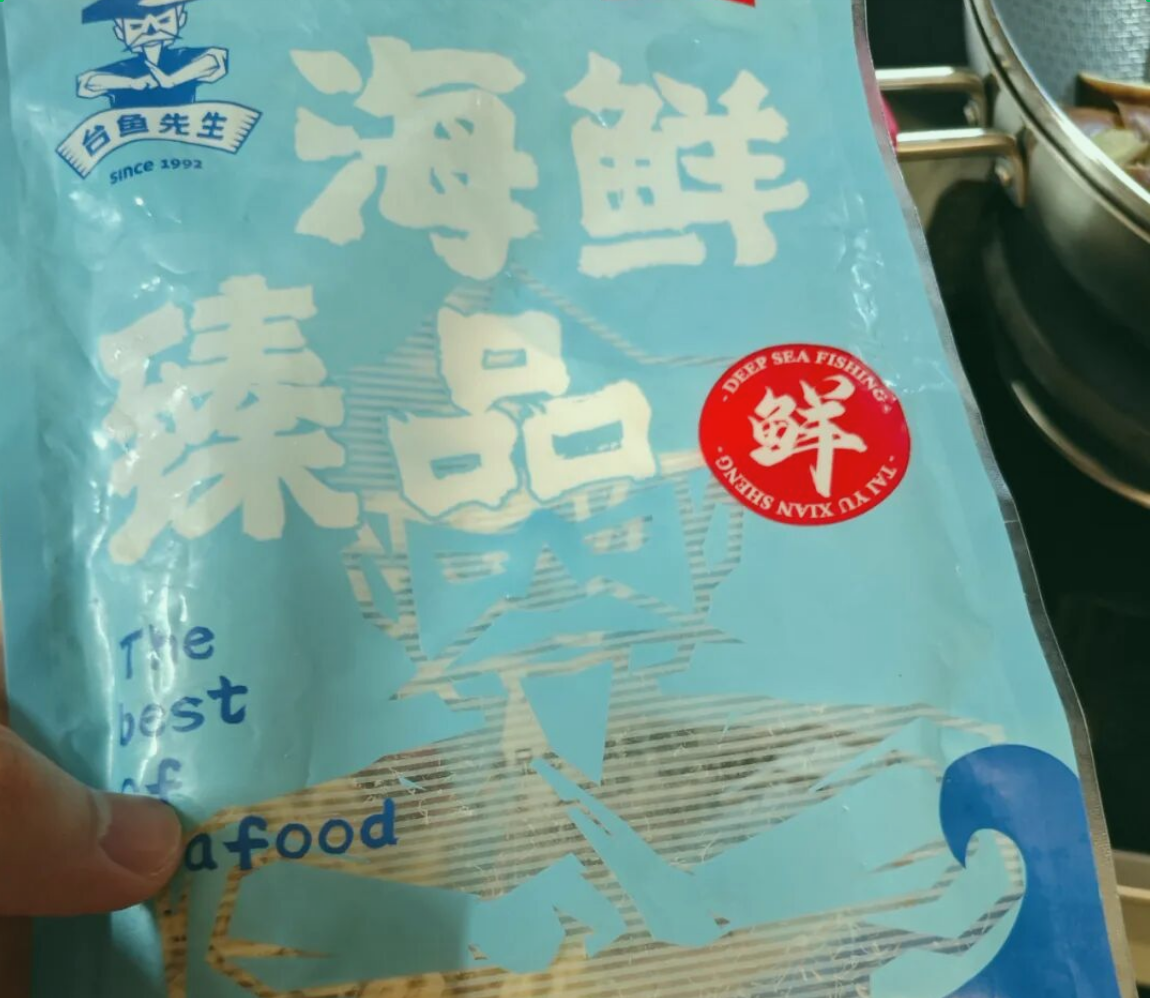 台鱼先生
since 1992
海鲜
臻品
DEEP SEA FISHING
鲜
TAI YU XIAN SHENG
The
best
of
afood